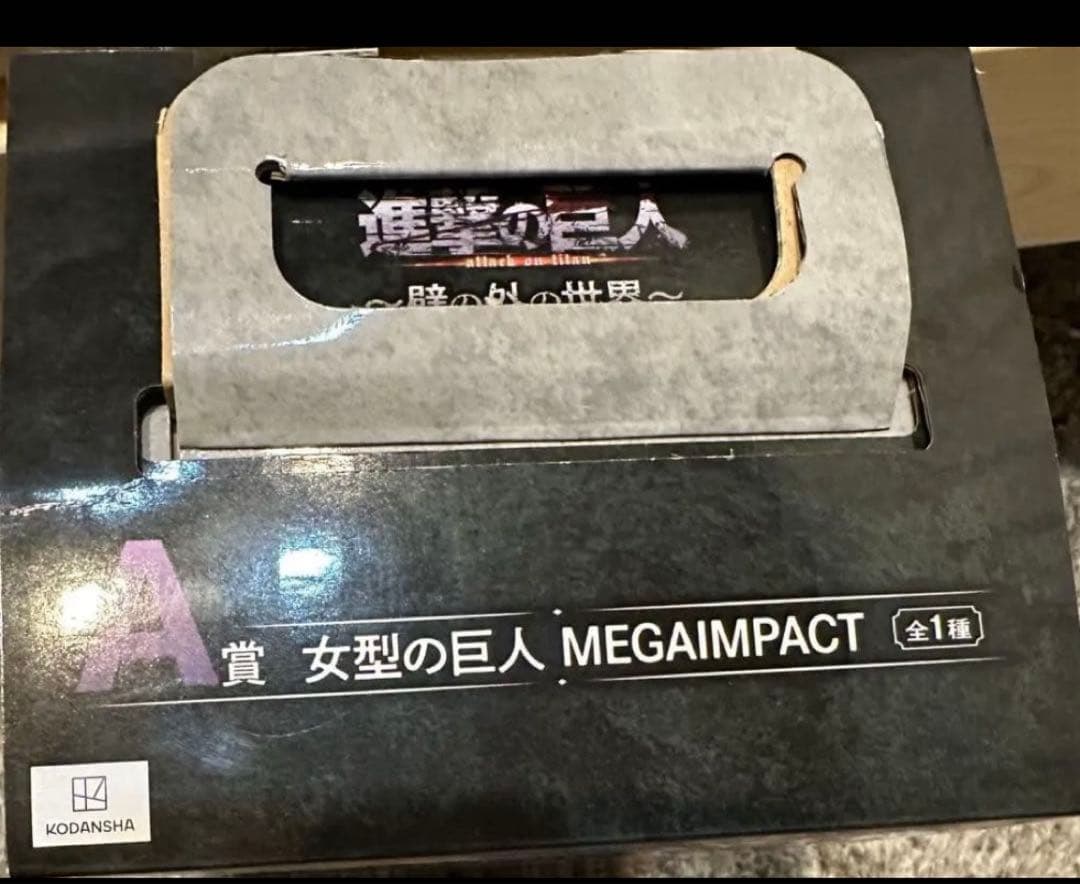 進撃の巨人
attack on titan
～壁の外の世界～
A賞 女型の巨人 MEGAIMPACT 全1種
KODANSHA